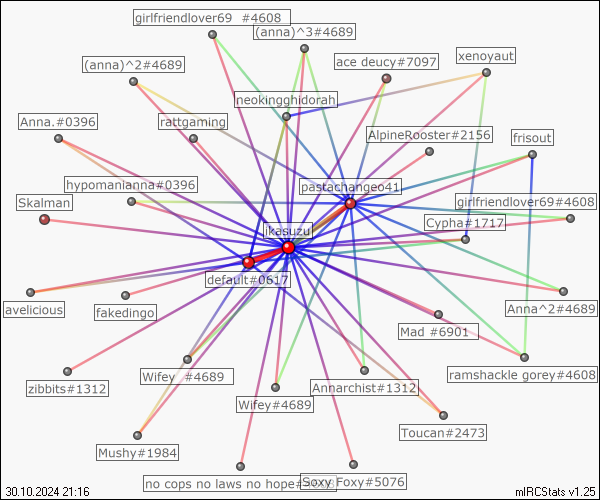 girlfriendlover69 #4608
(anna)^3#4689
ace deucy#7097
xenoyaut
(anna)^2#4689
neokingghidorah
Anna.#0396
rattgaming
AlpineRooster#2156
frisout
hypomanianna#0396
pastachangeo41
Skalman
girlfriendlover69#4608
jkasuzu
Cypha#1717
default#0617
avelicious
fakedingo
Anna^2#4689
Mad #6901
zibbits#1312
Wifey #4689
Annarchist#1312
ramshackle gorey#4608
Wifey#4689
Toucan#2473
Mushy#1984
no cops no laws no hope
Foxy#5076
30.10.2024 21:16
mIRCStats v1.25